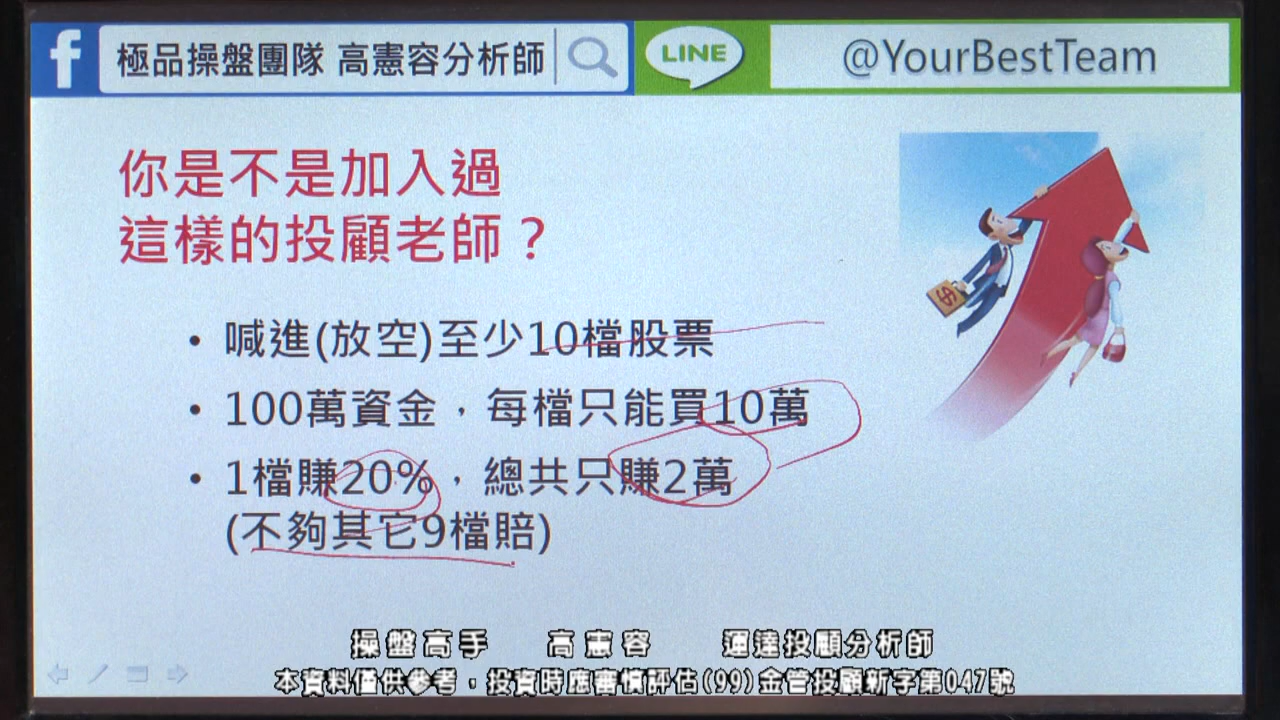 極品操盤團隊 高憲容分析師
LINE
@YourBestTeam
你是不是加入過
這樣的投顧老師？
• 喊進(放空)至少10檔股票
• 100萬資金，每檔只能買10萬
• 1檔賺20%，總共只賺2萬
(不夠其它9檔賠)
操盤高手 高憲容 運達投顧分析師
本資料僅供參考，投資時應審慎評估(99)金管投顧新字第047號